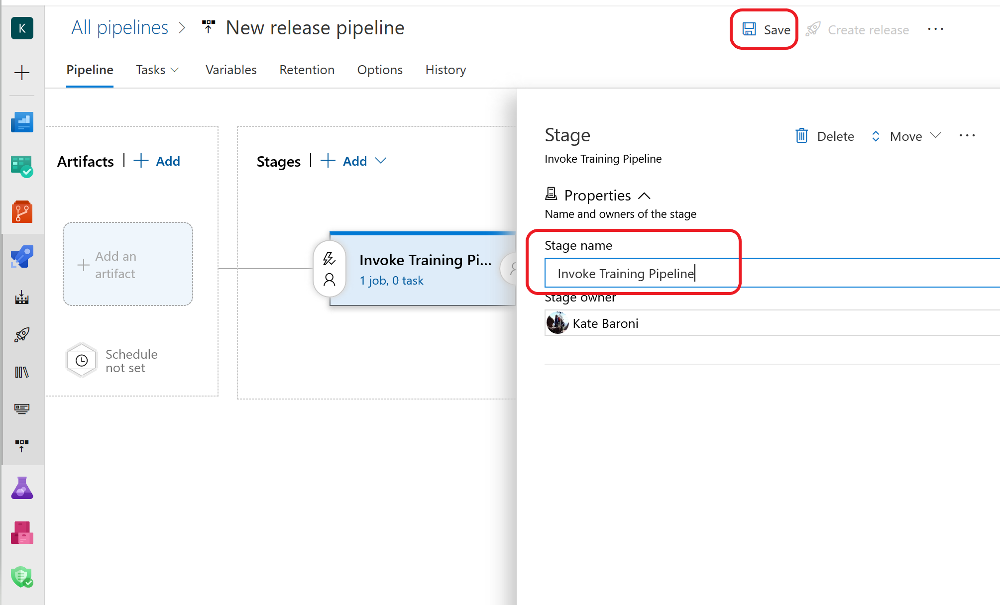 K
All pipelines
New release pipeline
Save
Create release
Pipeline
Tasks
Variables
Retention
Options
History
Artifacts
Add
Stages
Add
Add an
artifact
Schedule
not set
Invoke Training Pi...
1 job, 0 task
Stage
Delete
Move
Invoke Training Pipeline
Properties
Name and owners of the stage
Stage name
Invoke Training Pipeline
Stage owner
Kate Baroni